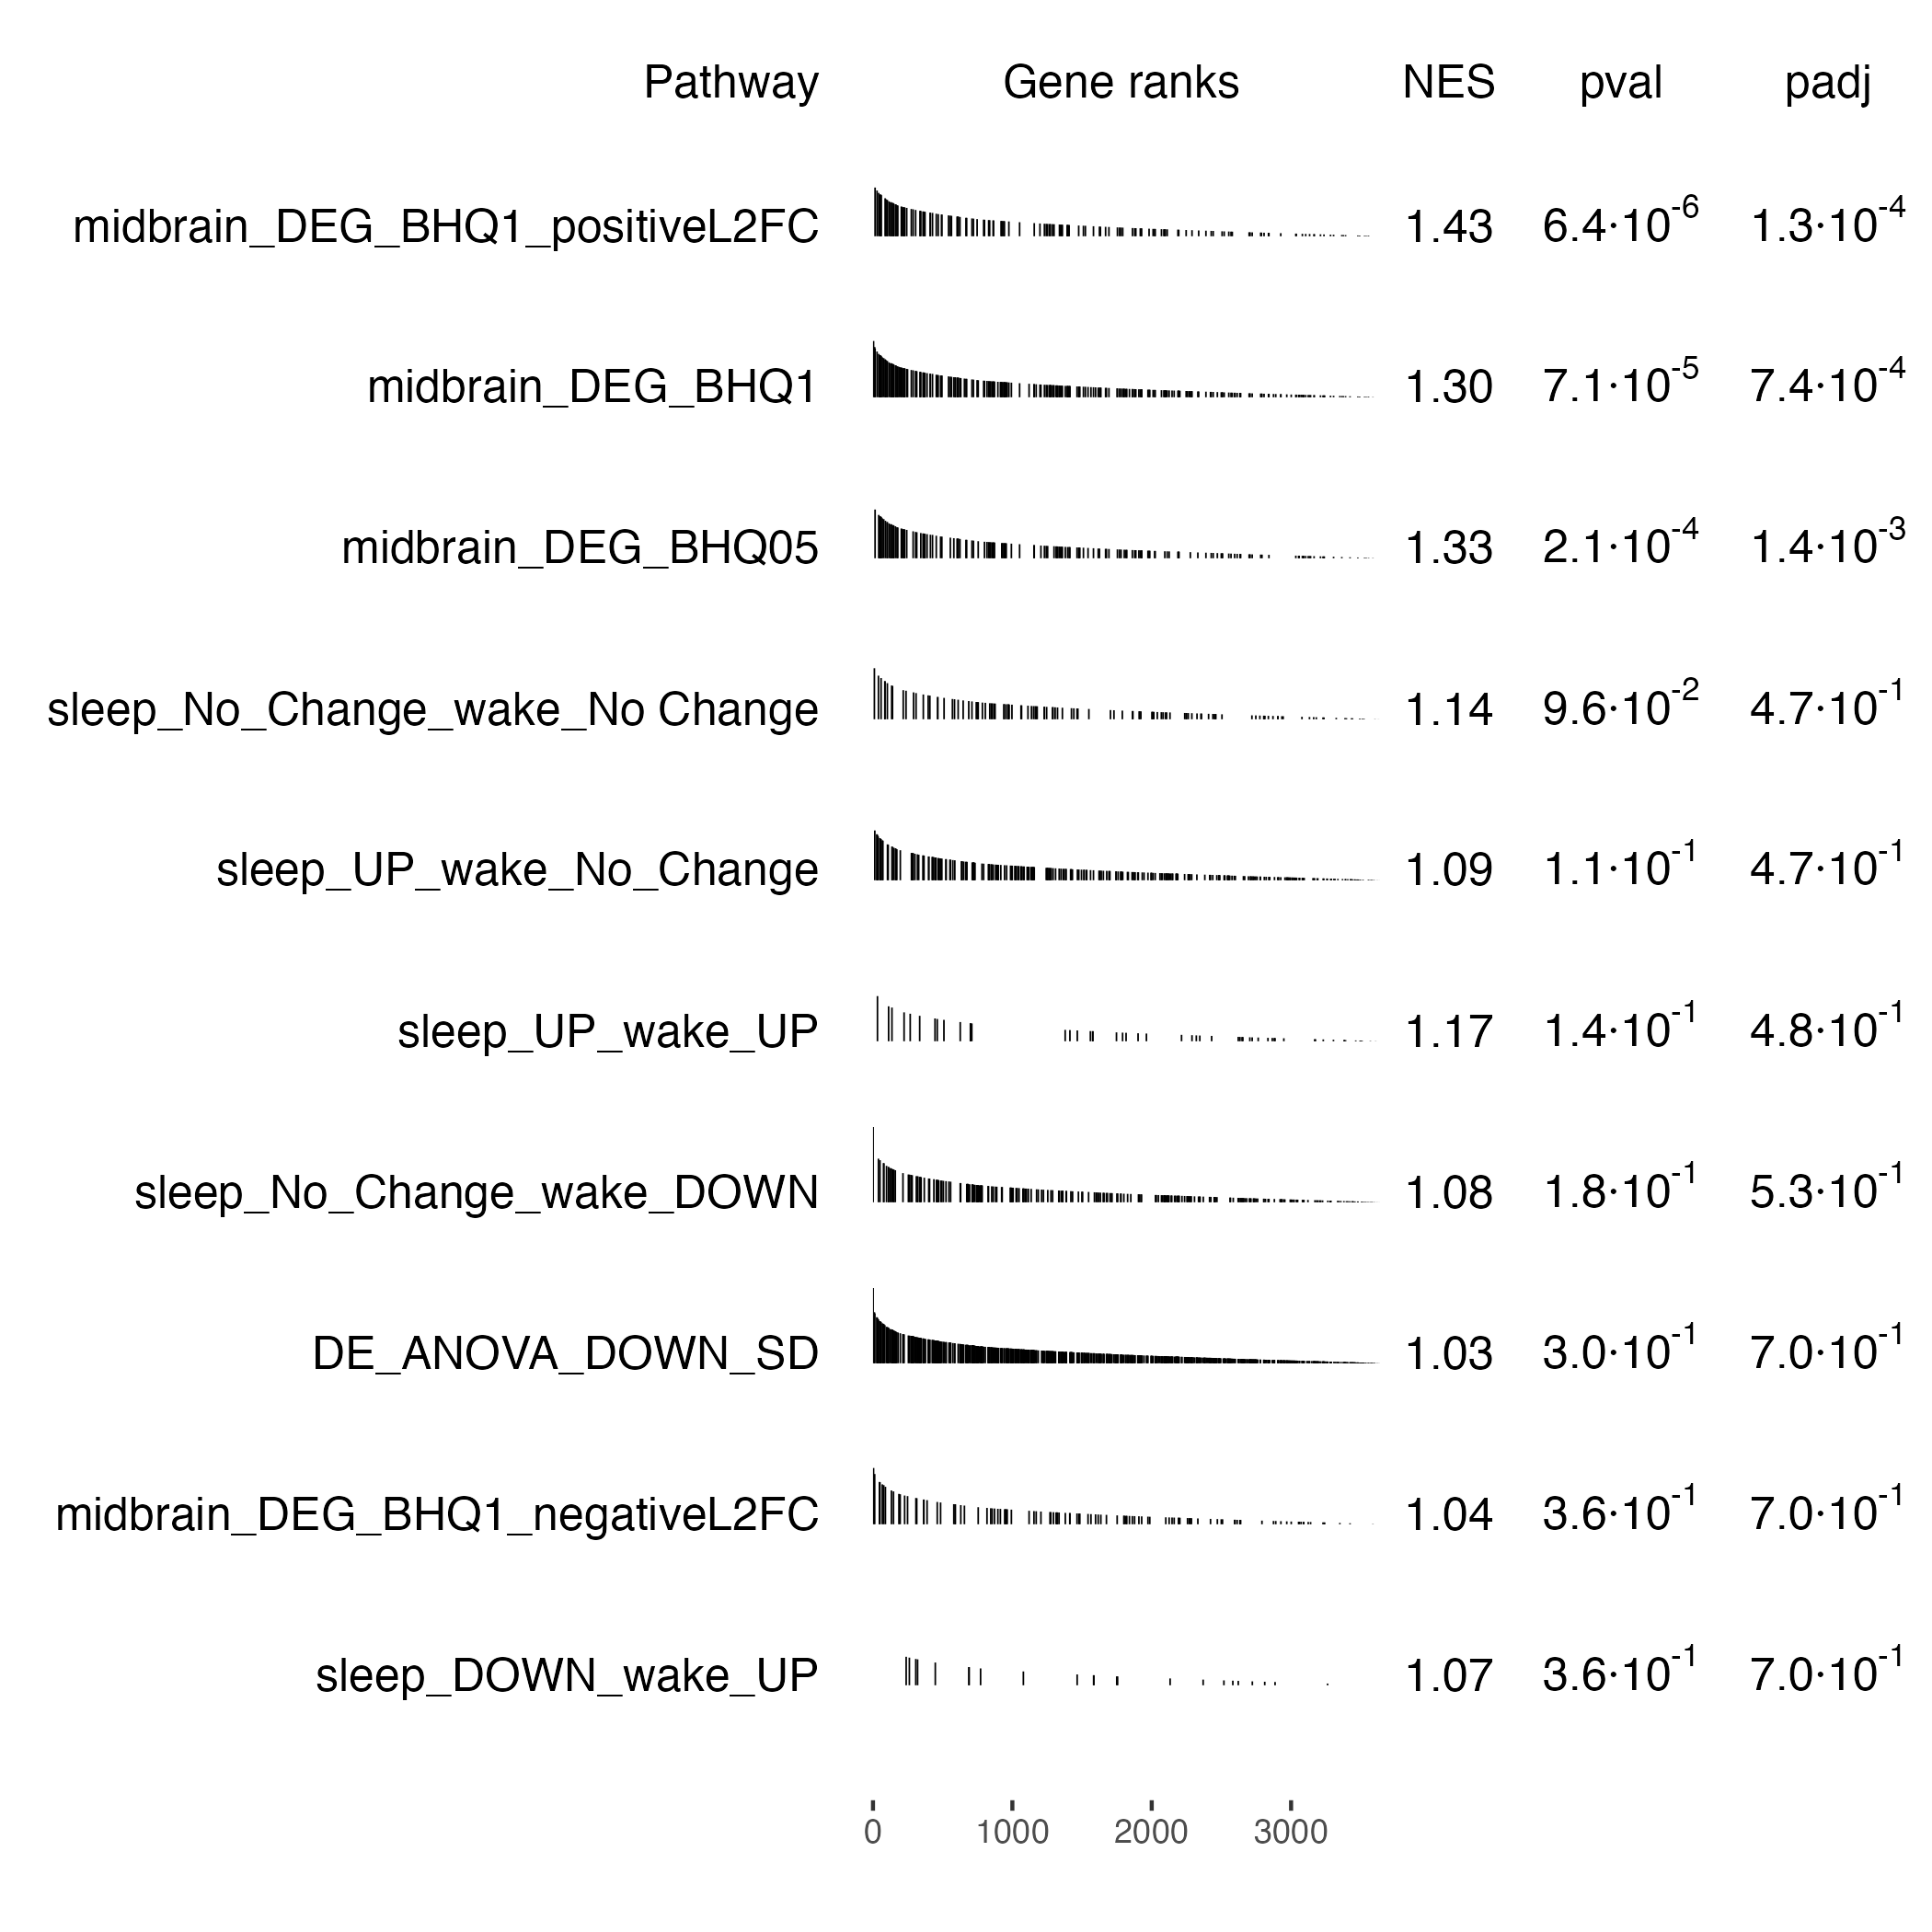 Pathway Gene ranks NES pval padj
midbrain_DEG_BHQ1_positiveL2FC 1.43 6.4·10⁻⁶ 1.3·10⁻⁴
midbrain_DEG_BHQ1 1.30 7.1·10⁻⁵ 7.4·10⁻⁴
midbrain_DEG_BHQ05 1.33 2.1·10⁻⁴ 1.4·10⁻³
sleep_No_Change_wake_No Change 1.14 9.6·10⁻² 4.7·10⁻¹
sleep_UP_wake_No_Change 1.09 1.1·10⁻¹ 4.7·10⁻¹
sleep_UP_wake_UP 1.17 1.4·10⁻¹ 4.8·10⁻¹
sleep_No_Change_wake_DOWN 1.08 1.8·10⁻¹ 5.3·10⁻¹
DE_ANOVA_DOWN_SD 1.03 3.0·10⁻¹ 7.0·10⁻¹
midbrain_DEG_BHQ1_negativeL2FC 1.04 3.6·10⁻¹ 7.0·10⁻¹
sleep_DOWN_wake_UP 1.07 3.6·10⁻¹ 7.0·10⁻¹
0 1000 2000 3000